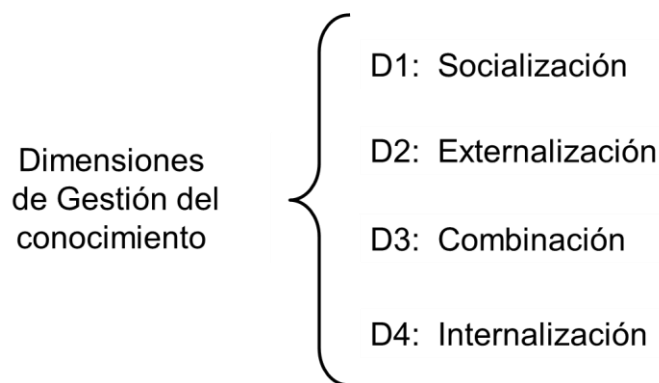 Dimensiones
de Gestión del
conocimiento
D1: Socialización
D2: Externalización
D3: Combinación
D4: Internalización